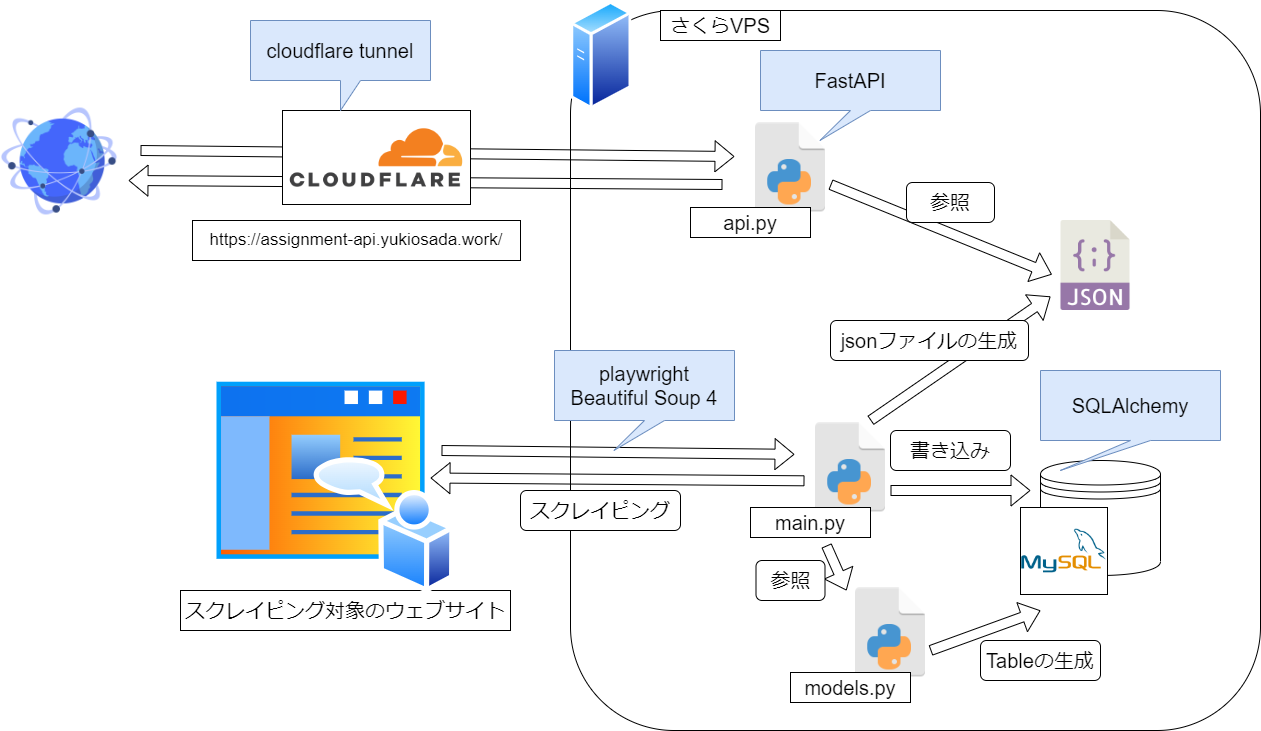 さくらVPS
cloudflare tunnel
FastAPI
CLOUDFLARE
api.py
参照
https://assignment-api.yukiosada.work/
{;}
JSON
jsonファイルの生成
playwright
Beautiful Soup 4
SQLAlchemy
書き込み
スクレイピング
main.py
MySQL
参照
スクレイピング対象のウェブサイト
Tableの生成
models.py